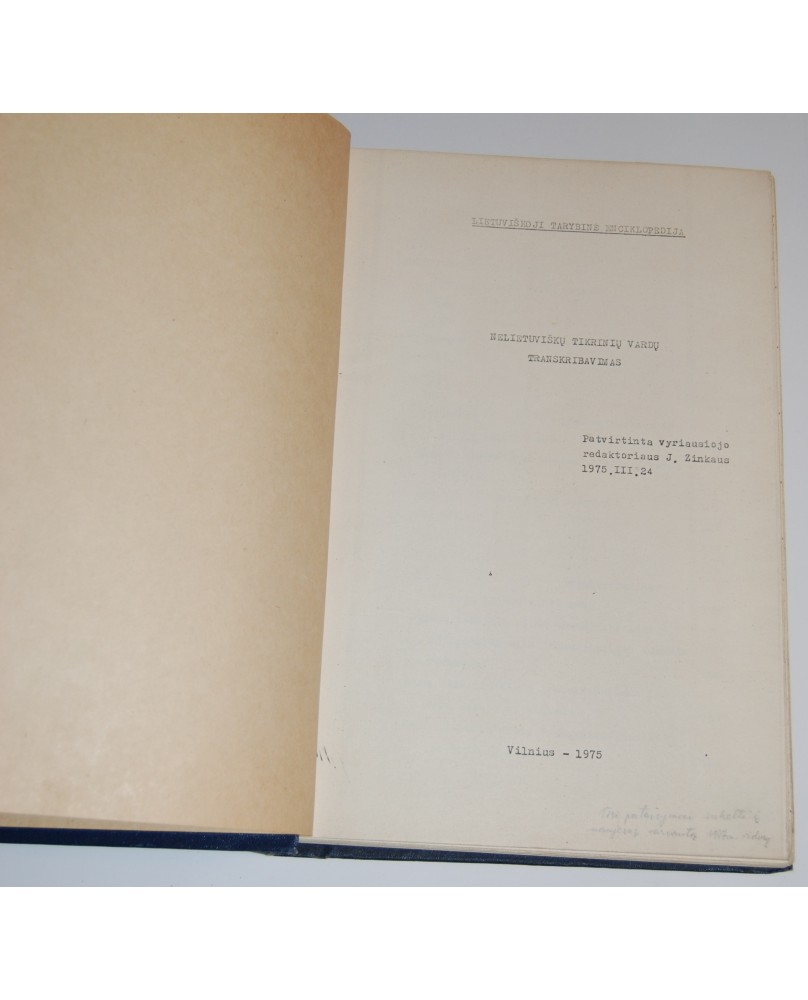 LIETUVIŠKOJI TARYBINĖ ENCIKLOPEDIJA
NELIETUVIŠKŲ TIKRINIŲ VARDŲ
TRANSKRIBAVIMAS
Patvirtinta vyriausiojo
redaktoriaus J. Zinkaus
1975.III.24
Vilnius - 1975